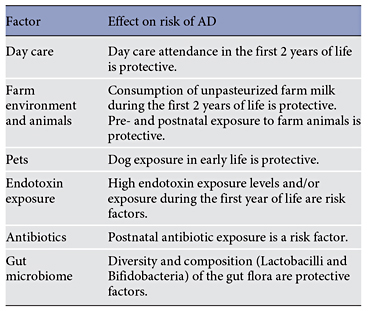 Factor Effect on risk of AD
Day care Day care attendance in the first 2 years of life
is protective.
Farm Consumption of unpasteurized farm milk
environment during the first 2 years of life is protective.
and animals Pre- and postnatal exposure to farm animals is
protective.
Pets Dog exposure in early life is protective.
Endotoxin High endotoxin exposure levels and/or
exposure exposure during the first year of life are risk
factors.
Antibiotics Postnatal antibiotic exposure is a risk factor.
Gut Diversity and composition (Lactobacilli and
microbiome Bifidobacteria) of the gut flora are protective
factors.